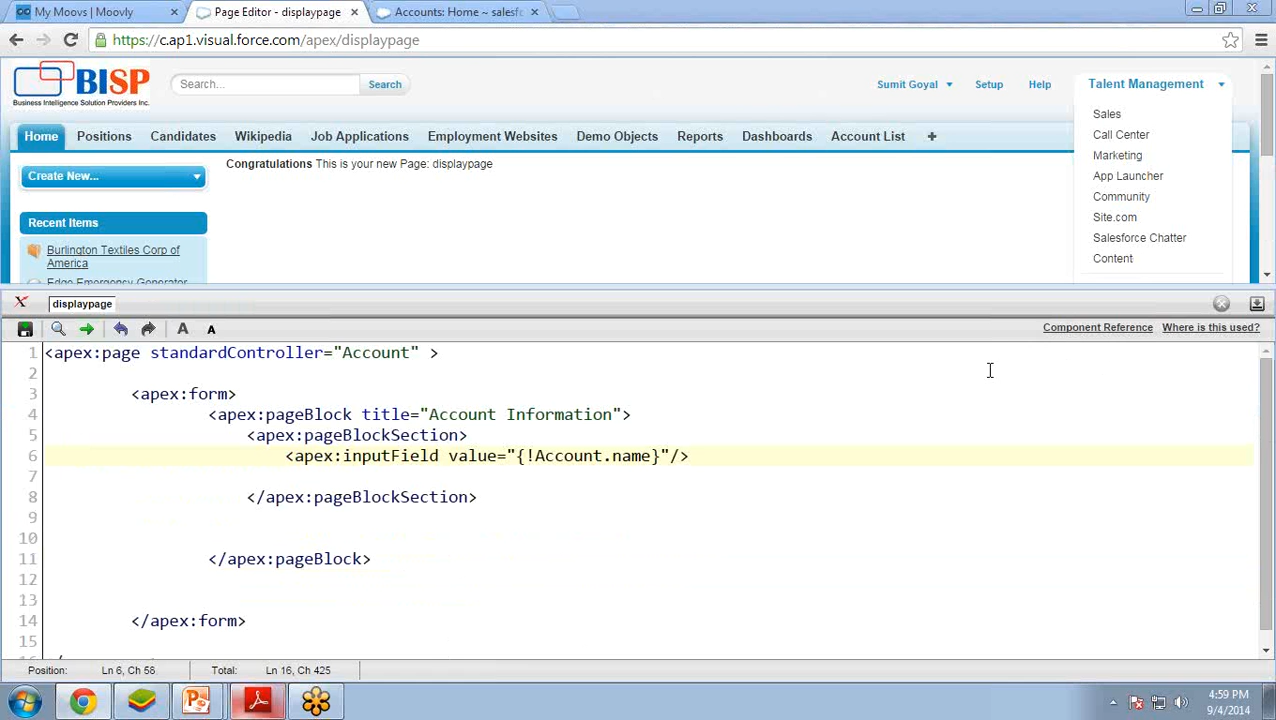 My Moovs | Moovly
Page Editor - displaypage
Accounts: Home ~ salesf
https://c.ap1.visual.force.com/apex/displaypage
BISP
Business Intelligence Solution Providers Inc.
Search...
Search
Sumit Goyal
Setup
Help
Talent Management
Sales
Call Center
Marketing
App Launcher
Community
Site.com
Salesforce Chatter
Content
Home
Positions
Candidates
Wikipedia
Job Applications
Employment Websites
Demo Objects
Reports
Dashboards
Account List
+
Congratulations This is your new Page: displaypage
Create New...
Recent Items
Burlington Textiles Corp of
America
Edge Emergency Generator
displaypage
A
A
Component Reference
Where is this used?
1 <apex:page standardController="Account" >
2
3 <apex:form>
4 <apex:pageBlock title="Account Information">
5 <apex:pageBlockSection>
6 <apex:inputField value="{!Account.name}"/>
7
8 </apex:pageBlockSection>
9
10
11 </apex:pageBlock>
12
13
14 </apex:form>
15
Position: Ln 6, Ch 56 Total: Ln 16, Ch 425
4:59 PM
9/4/2014